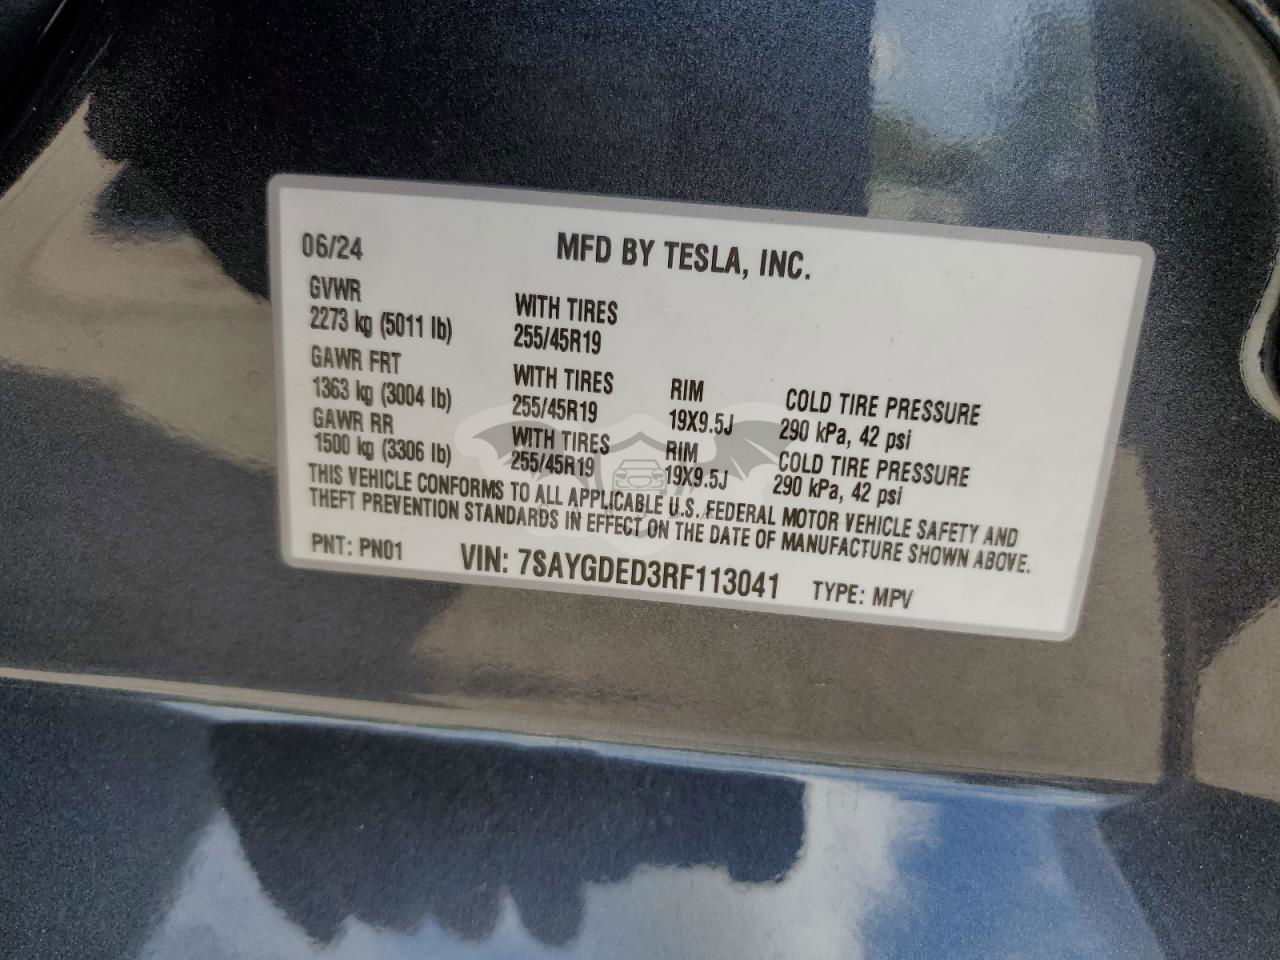 06/24 MFD BY TESLA, INC.
GVWR
2273 kg (5011 lb) WITH TIRES 255/45R19
GAWR FRT
1363 kg (3004 lb) WITH TIRES 255/45R19 RIM 19X9.5J COLD TIRE PRESSURE 290 kPa, 42 psi
GAWR RR
1500 kg (3306 lb) WITH TIRES 255/45R19 RIM 19X9.5J COLD TIRE PRESSURE 290 kPa, 42 psi
THIS VEHICLE CONFORMS TO ALL APPLICABLE U.S. FEDERAL MOTOR VEHICLE SAFETY AND
THEFT PREVENTION STANDARDS IN EFFECT ON THE DATE OF MANUFACTURE SHOWN ABOVE.
PNT: PN01 VIN: 7SAYGDED3RF113041 TYPE: MPV